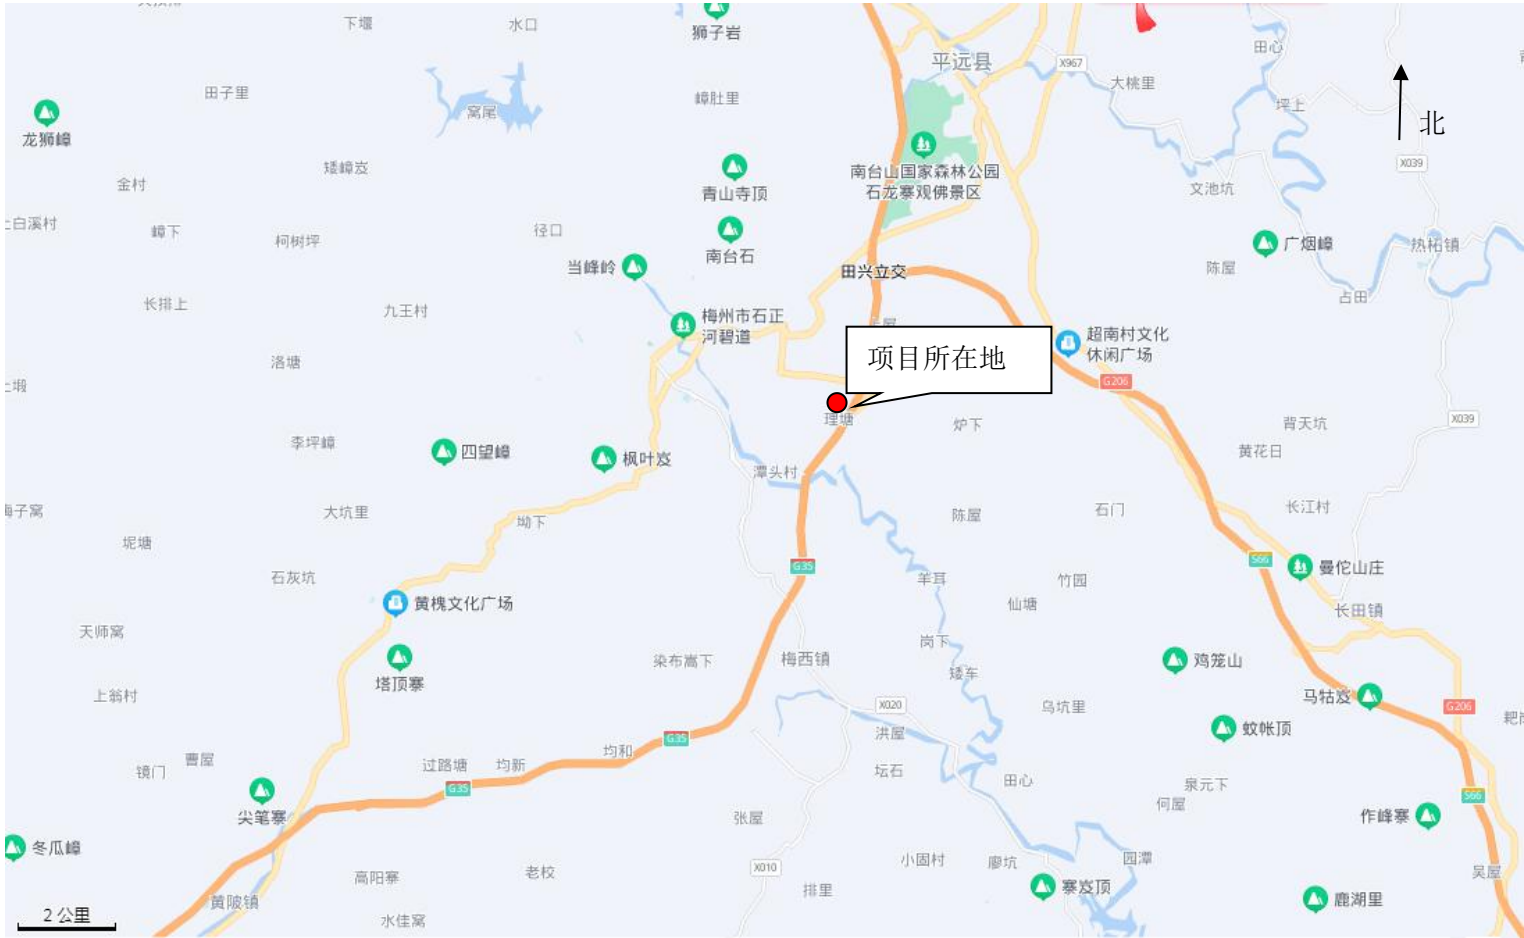 下堰
水口
狮子岩
平远县
X967
田心
大桃里
田子里
窝尾
嶂肚里
坪上
北
龙狮嶂
矮嶂岌
青山寺顶
南台山国家森林公园
石龙寨观佛景区
X039
金村
文池坑
上白溪村
嶂下
柯树坪
径口
南台石
广烟嶂
热柘镇
当峰岭
田兴立交
陈屋
长排上
九王村
占田
梅州市石正
河碧道
超南村文化
休闲广场
项目所在地
洛塘
G206
上塅
理塘
炉下
背天坑
X039
李坪嶂
四望嶂
枫叶岌
潭头村
黄花日
大坑里
坳下
陈屋
石门
长江村
坭塘
石灰坑
G35
羊耳
竹园
S66
曼佗山庄
黄槐文化广场
仙塘
长田镇
天师窝
塔顶寨
染布嵩下
梅西镇
岗下
矮车
鸡笼山
上翁村
X020
乌坑里
马牯岌
G206
洪屋
蚊帐顶
镜门
曹屋
过路塘
均新
均和
G35
G35
坛石
田心
泉元下
何屋
S66
尖笔寨
张屋
作峰寨
冬瓜嶂
高阳寨
老校
X010
排里
小固村
廖坑
园潭
寨岌顶
吴屋
鹿湖里
黄陂镇
水佳窝
2 公里